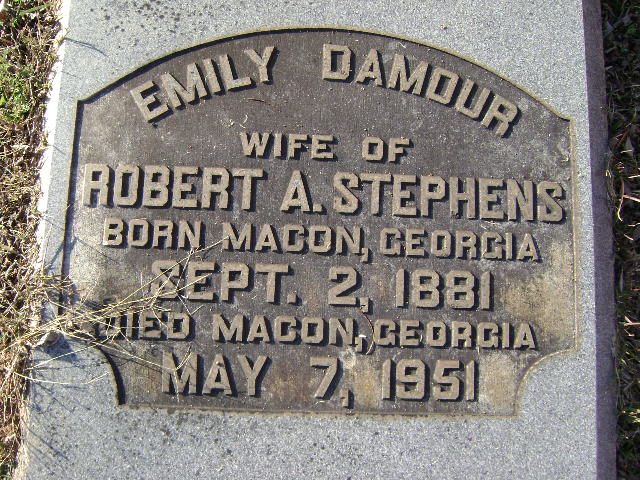 EMILY DAMOUR
WIFE OF
ROBERT A. STEPHENS
BORN MACON, GEORGIA
SEPT. 2, 1881
DIED MACON, GEORGIA
MAY 7, 1951